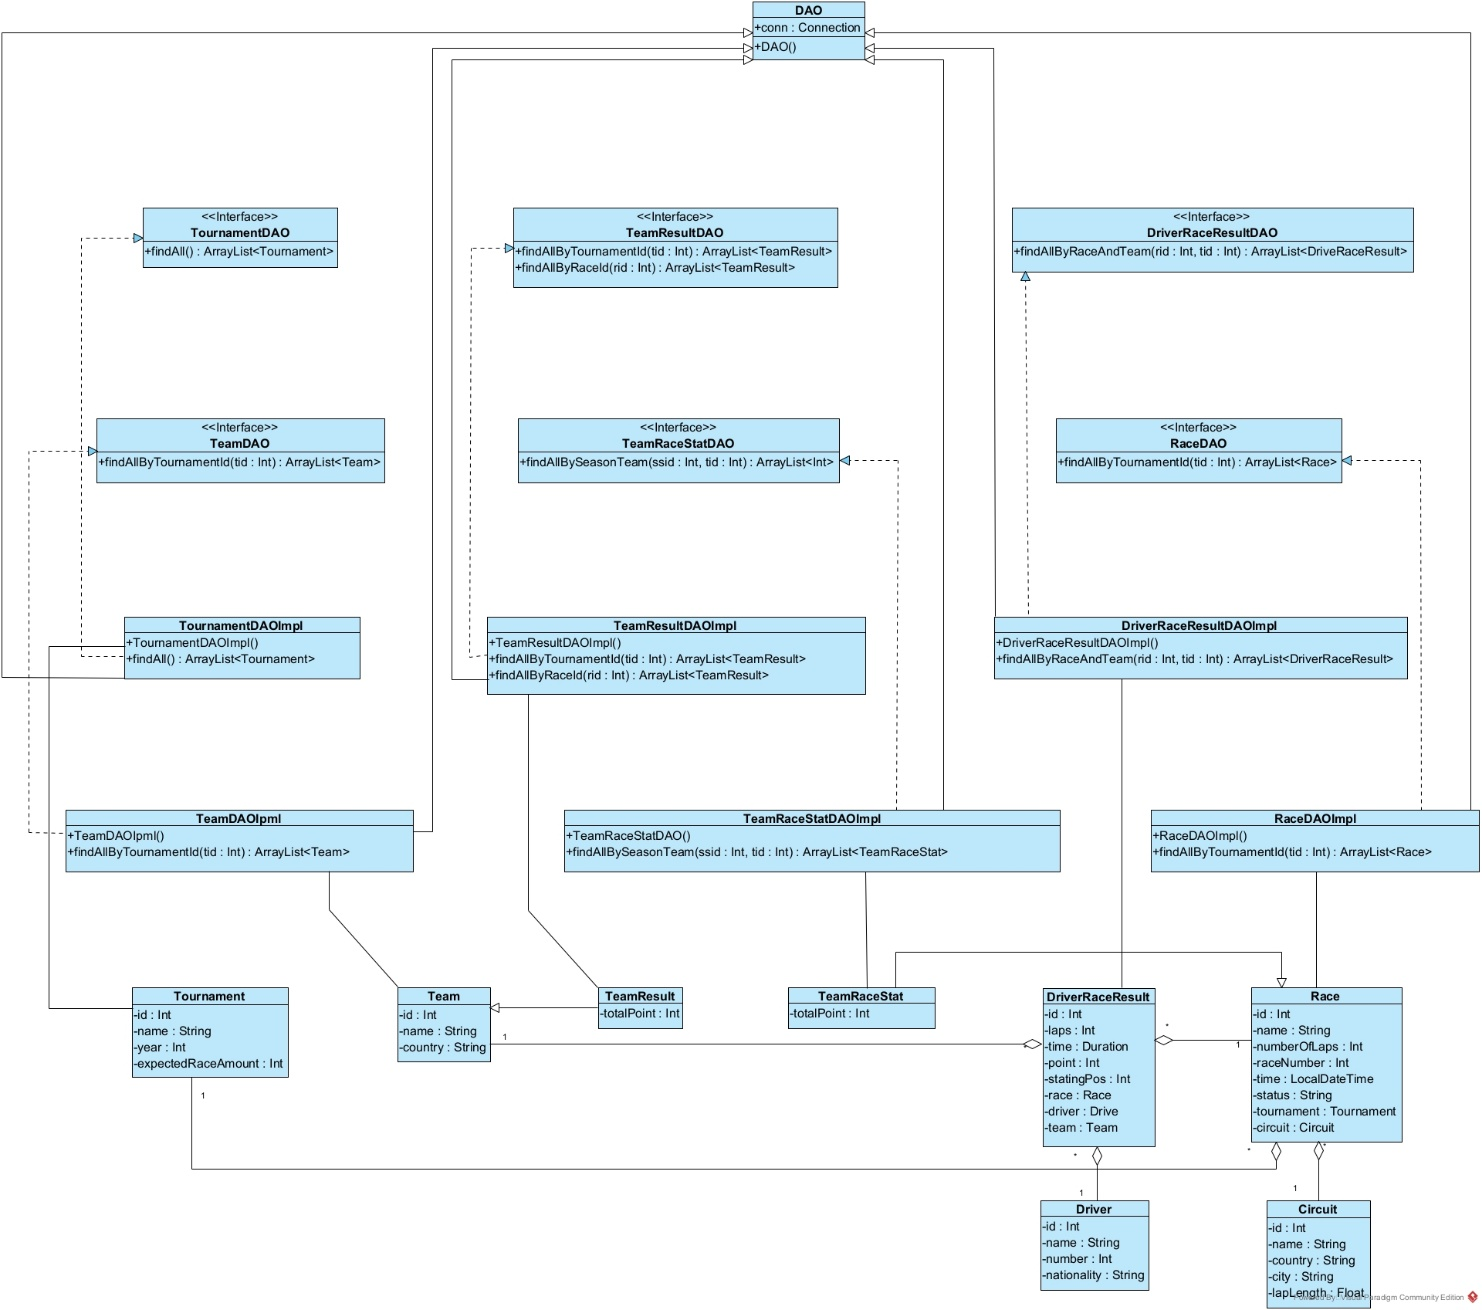 DAO
+conn : Connection
+DAO()
<<Interface>>
TournamentDAO
+findAll() : ArrayList<Tournament>
<<Interface>>
TeamResultDAO
+findAllByTournamentId(tid : Int) : ArrayList<TeamResult>
+findAllByRaceId(rid : Int) : ArrayList<TeamResult>
<<Interface>>
DriverRaceResultDAO
+findAllByRaceAndTeam(rid : Int, tid : Int) : ArrayList<DriveRaceResult>
<<Interface>>
TeamDAO
+findAllByTournamentId(tid : Int) : ArrayList<Team>
<<Interface>>
TeamRaceStatDAO
+findAllBySeasonTeam(ssid : Int, tid : Int) : ArrayList<Int>
<<Interface>>
RaceDAO
+findAllByTournamentId(tid : Int) : ArrayList<Race>
TournamentDAOImpl
+TournamentDAOImpl()
+findAll() : ArrayList<Tournament>
TeamResultDAOImpl
+TeamResultDAOImpl()
+findAllByTournamentId(tid : Int) : ArrayList<TeamResult>
+findAllByRaceId(rid : Int) : ArrayList<TeamResult>
DriverRaceResultDAOImpl
+DriverRaceResultDAOImpl()
+findAllByRaceAndTeam(rid : Int, tid : Int) : ArrayList<DriverRaceResult>
TeamDAOIpml
+TeamDAOIpml()
+findAllByTournamentId(tid : Int) : ArrayList<Team>
TeamRaceStatDAOImpl
+TeamRaceStatDAO()
+findAllBySeasonTeam(ssid : Int, tid : Int) : ArrayList<TeamRaceStat>
RaceDAOImpl
+RaceDAOImpl()
+findAllByTournamentId(tid : Int) : ArrayList<Race>
Tournament
-id : Int
-name : String
-year : Int
-expectedRaceAmount : Int
1
Team
-id : Int
-name : String
-country : String
1
*
TeamResult
-totalPoint : Int
TeamRaceStat
-totalPoint : Int
DriverRaceResult
-id : Int
-laps : Int
-time : Duration
-point : Int
-statingPos : Int
-race : Race
-driver : Drive
-team : Team
*
1
Race
-id : Int
-name : String
-numberOfLaps : Int
-raceNumber : Int
-time : LocalDateTime
-status : String
-tournament : Tournament
-circuit : Circuit
*
1
*
*
1
Driver
-id : Int
-name : String
-number : Int
-nationality : String
Circuit
-id : Int
-name : String
-country : String
-city : String
-lapLength : Float
Powered By: Visual Paradigm Community Edition